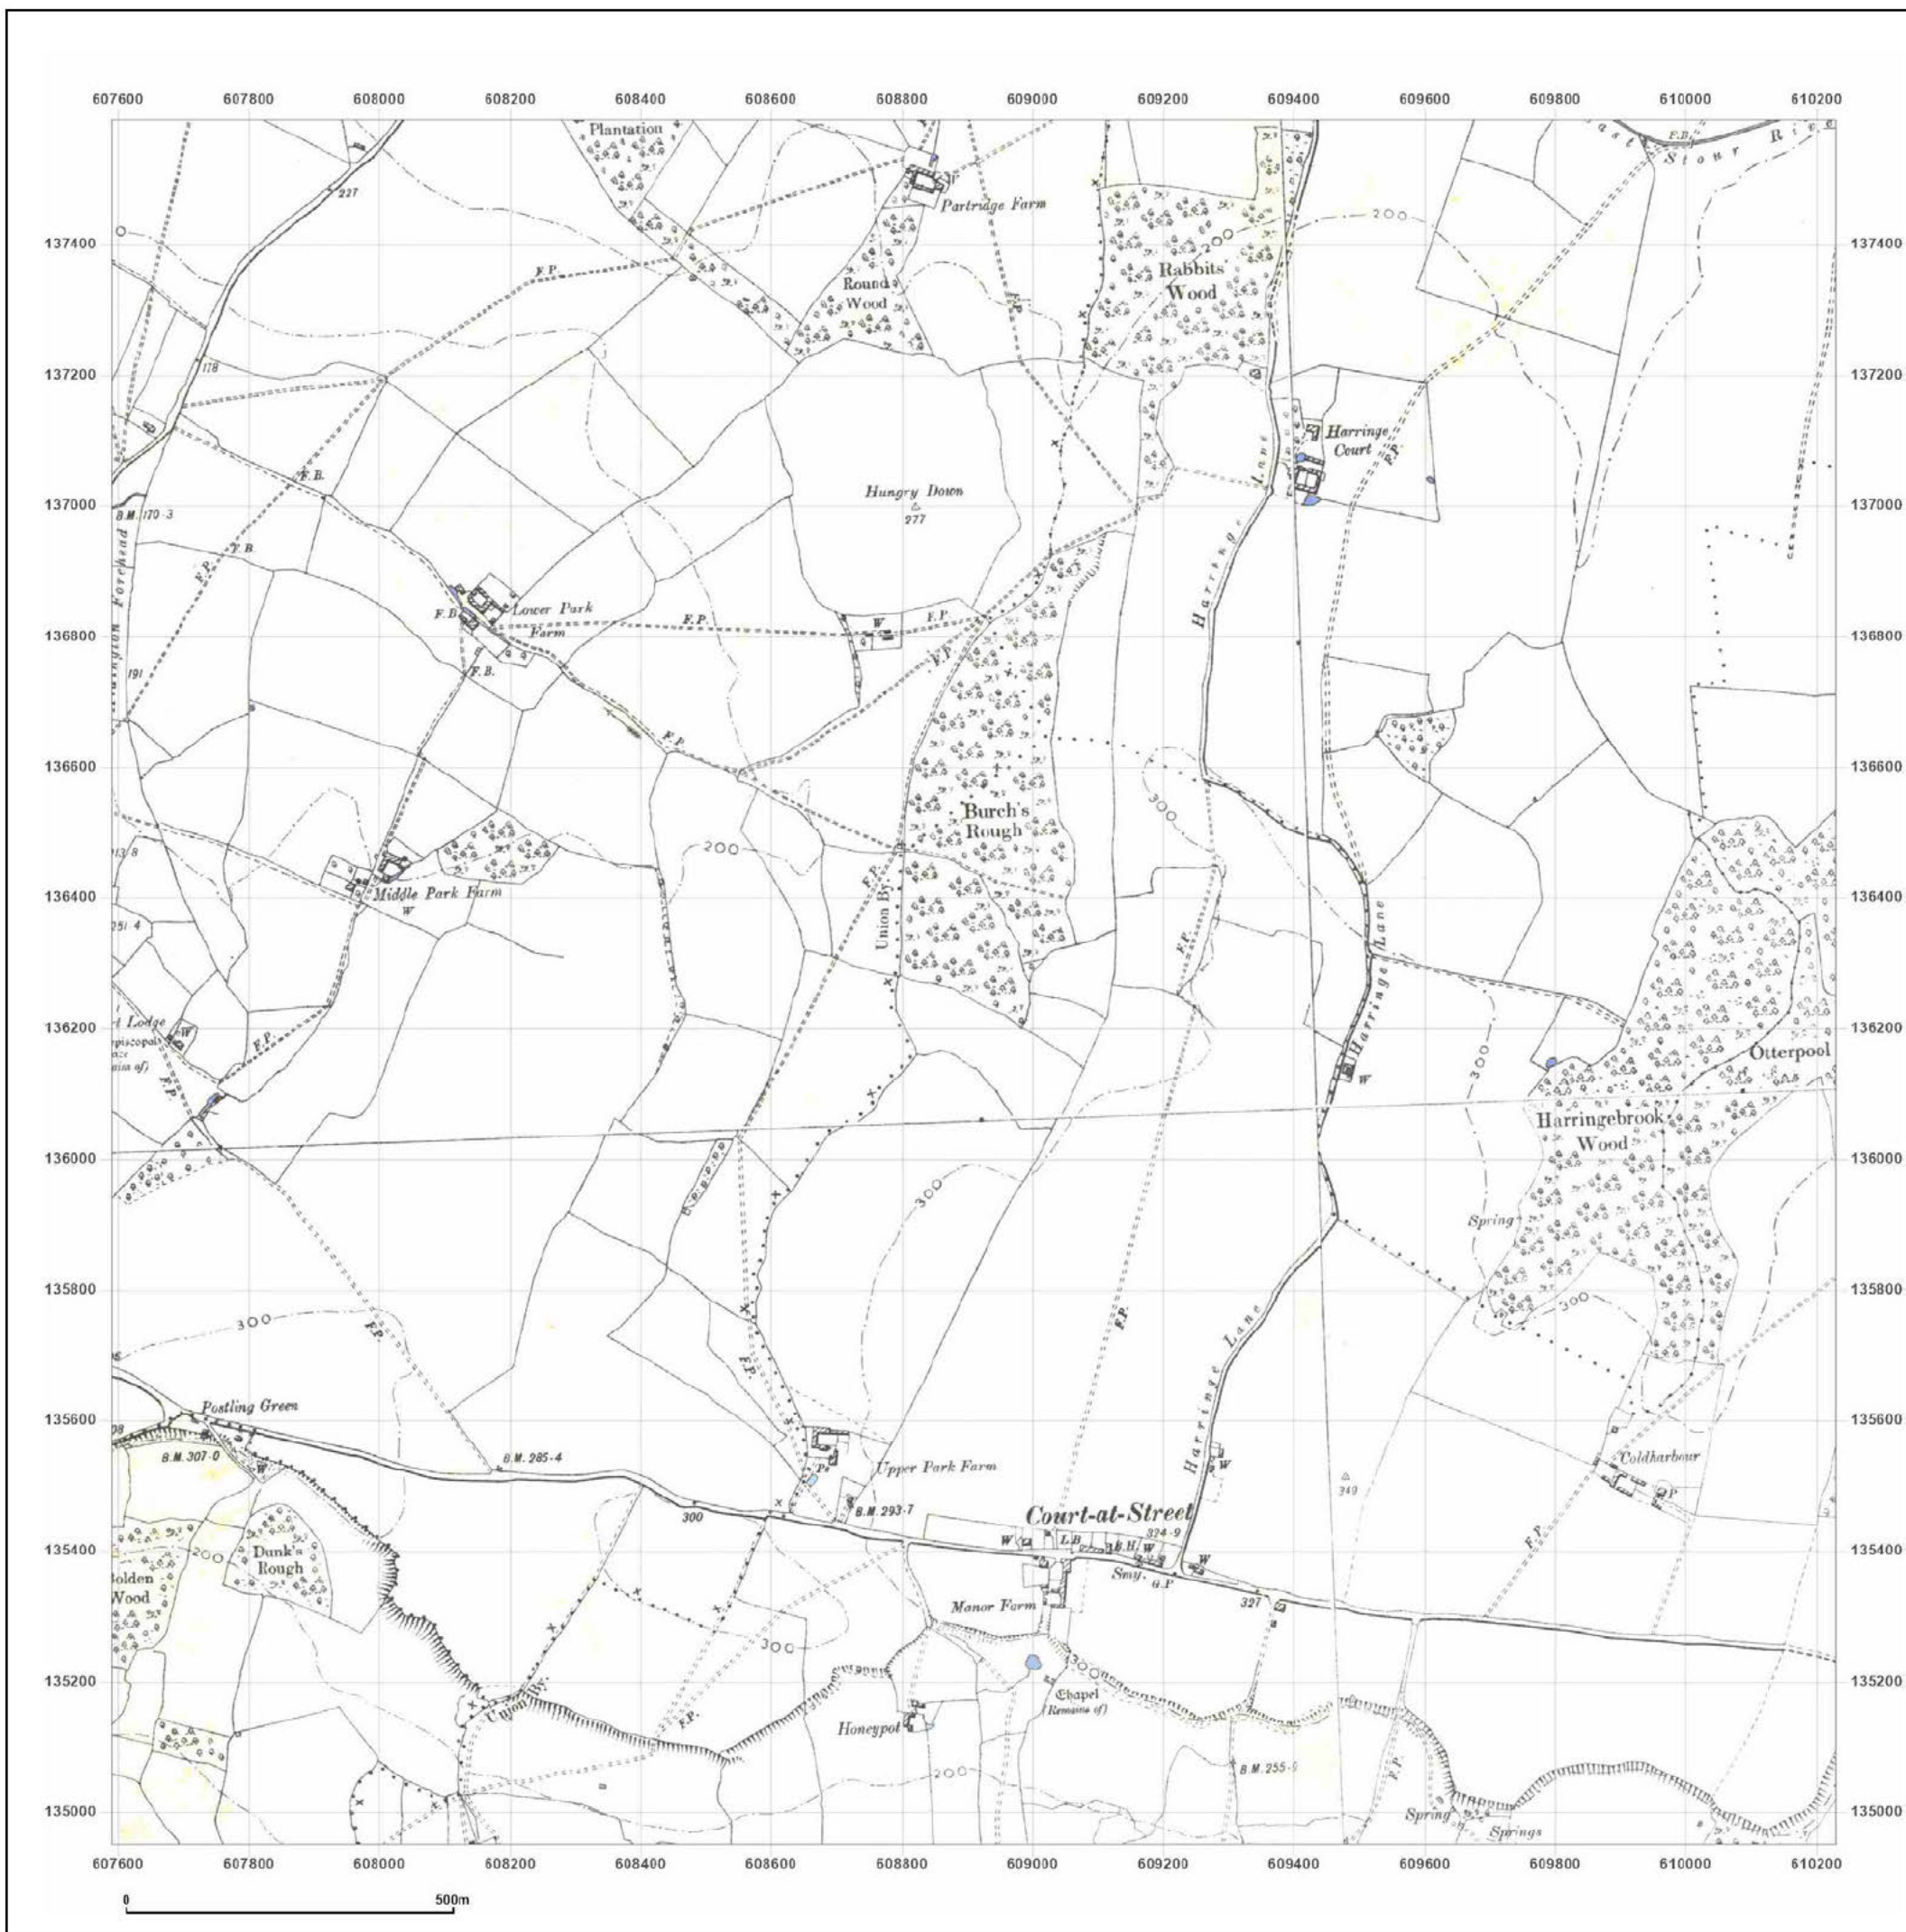 607600 607800 608000 608200 608400 608600 608800 609000 609200 609400 609600 609800 610000 610200
Plantation
F.B.
Stour
W
227
Partridge Farm
200
137400 137400
200
F.P.
Rabbits
Wood
Round
Wood
F.P.
137200 137200
178
Harringe
Court
Lane
F.P.
F.B.
Hungry Down
277
137000 137000
B.M. 170·3
F.B.
F.P.
Forehead
Harringe
Lower Park
Farm
F.B.
F.P.
W
F.P.
136800 136800
F.P.
191
F.B.
F.P.
136600 136600
300
Burch's
Rough
200
Middle Park Farm
W
F.P.
136400 136400
251·4
Union By.
Lane
F.P.
Harringe
136200 136200
Lodge
W
F.P.
300
Otterpool
W
F.P.
Harringebrook
Wood
136000 136000
300
Spring
135800 135800
300
300
F.P.
F.P.
F.P.
Harringe Lane
Postling Green
135600 135600
B.M. 307·0
W
B.M. 285·4
Upper Park Farm
W
Coldharbour
P
340
B.M. 293·7
300
Court-at-Street
324·9
W
L.B.
B.H.
W
W
F.P.
135400 135400
200
Dunk's
Rough
Smy.
G.P
Wood
Manor Farm
327
300
300
135200 135200
Union By.
Chapel
(Remains of)
F.P.
Honeypot
200
B.M. 255·9
F.P.
135000 135000
Spring
Springs
607600 607800 608000 608200 608400 608600 608800 609000 609200 609400 609600 609800 610000 610200
0 500m